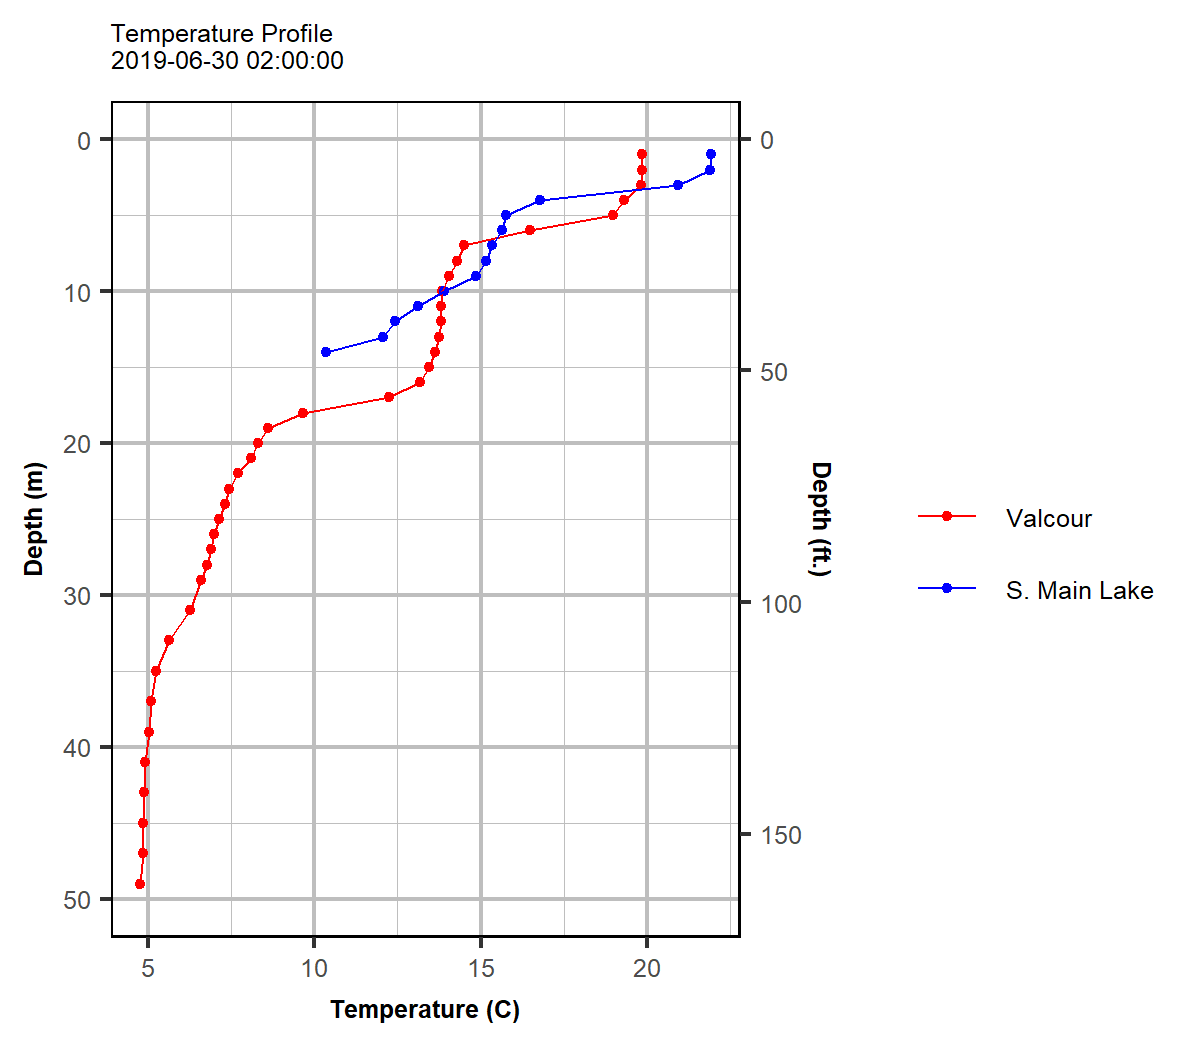 Temperature Profile
2019-06-30 02:00:00
0
10
20
30
40
50
Depth (m)
0
50
100
150
Depth (ft.)
5 10 15 20
Temperature (C)
Valcour
S. Main Lake